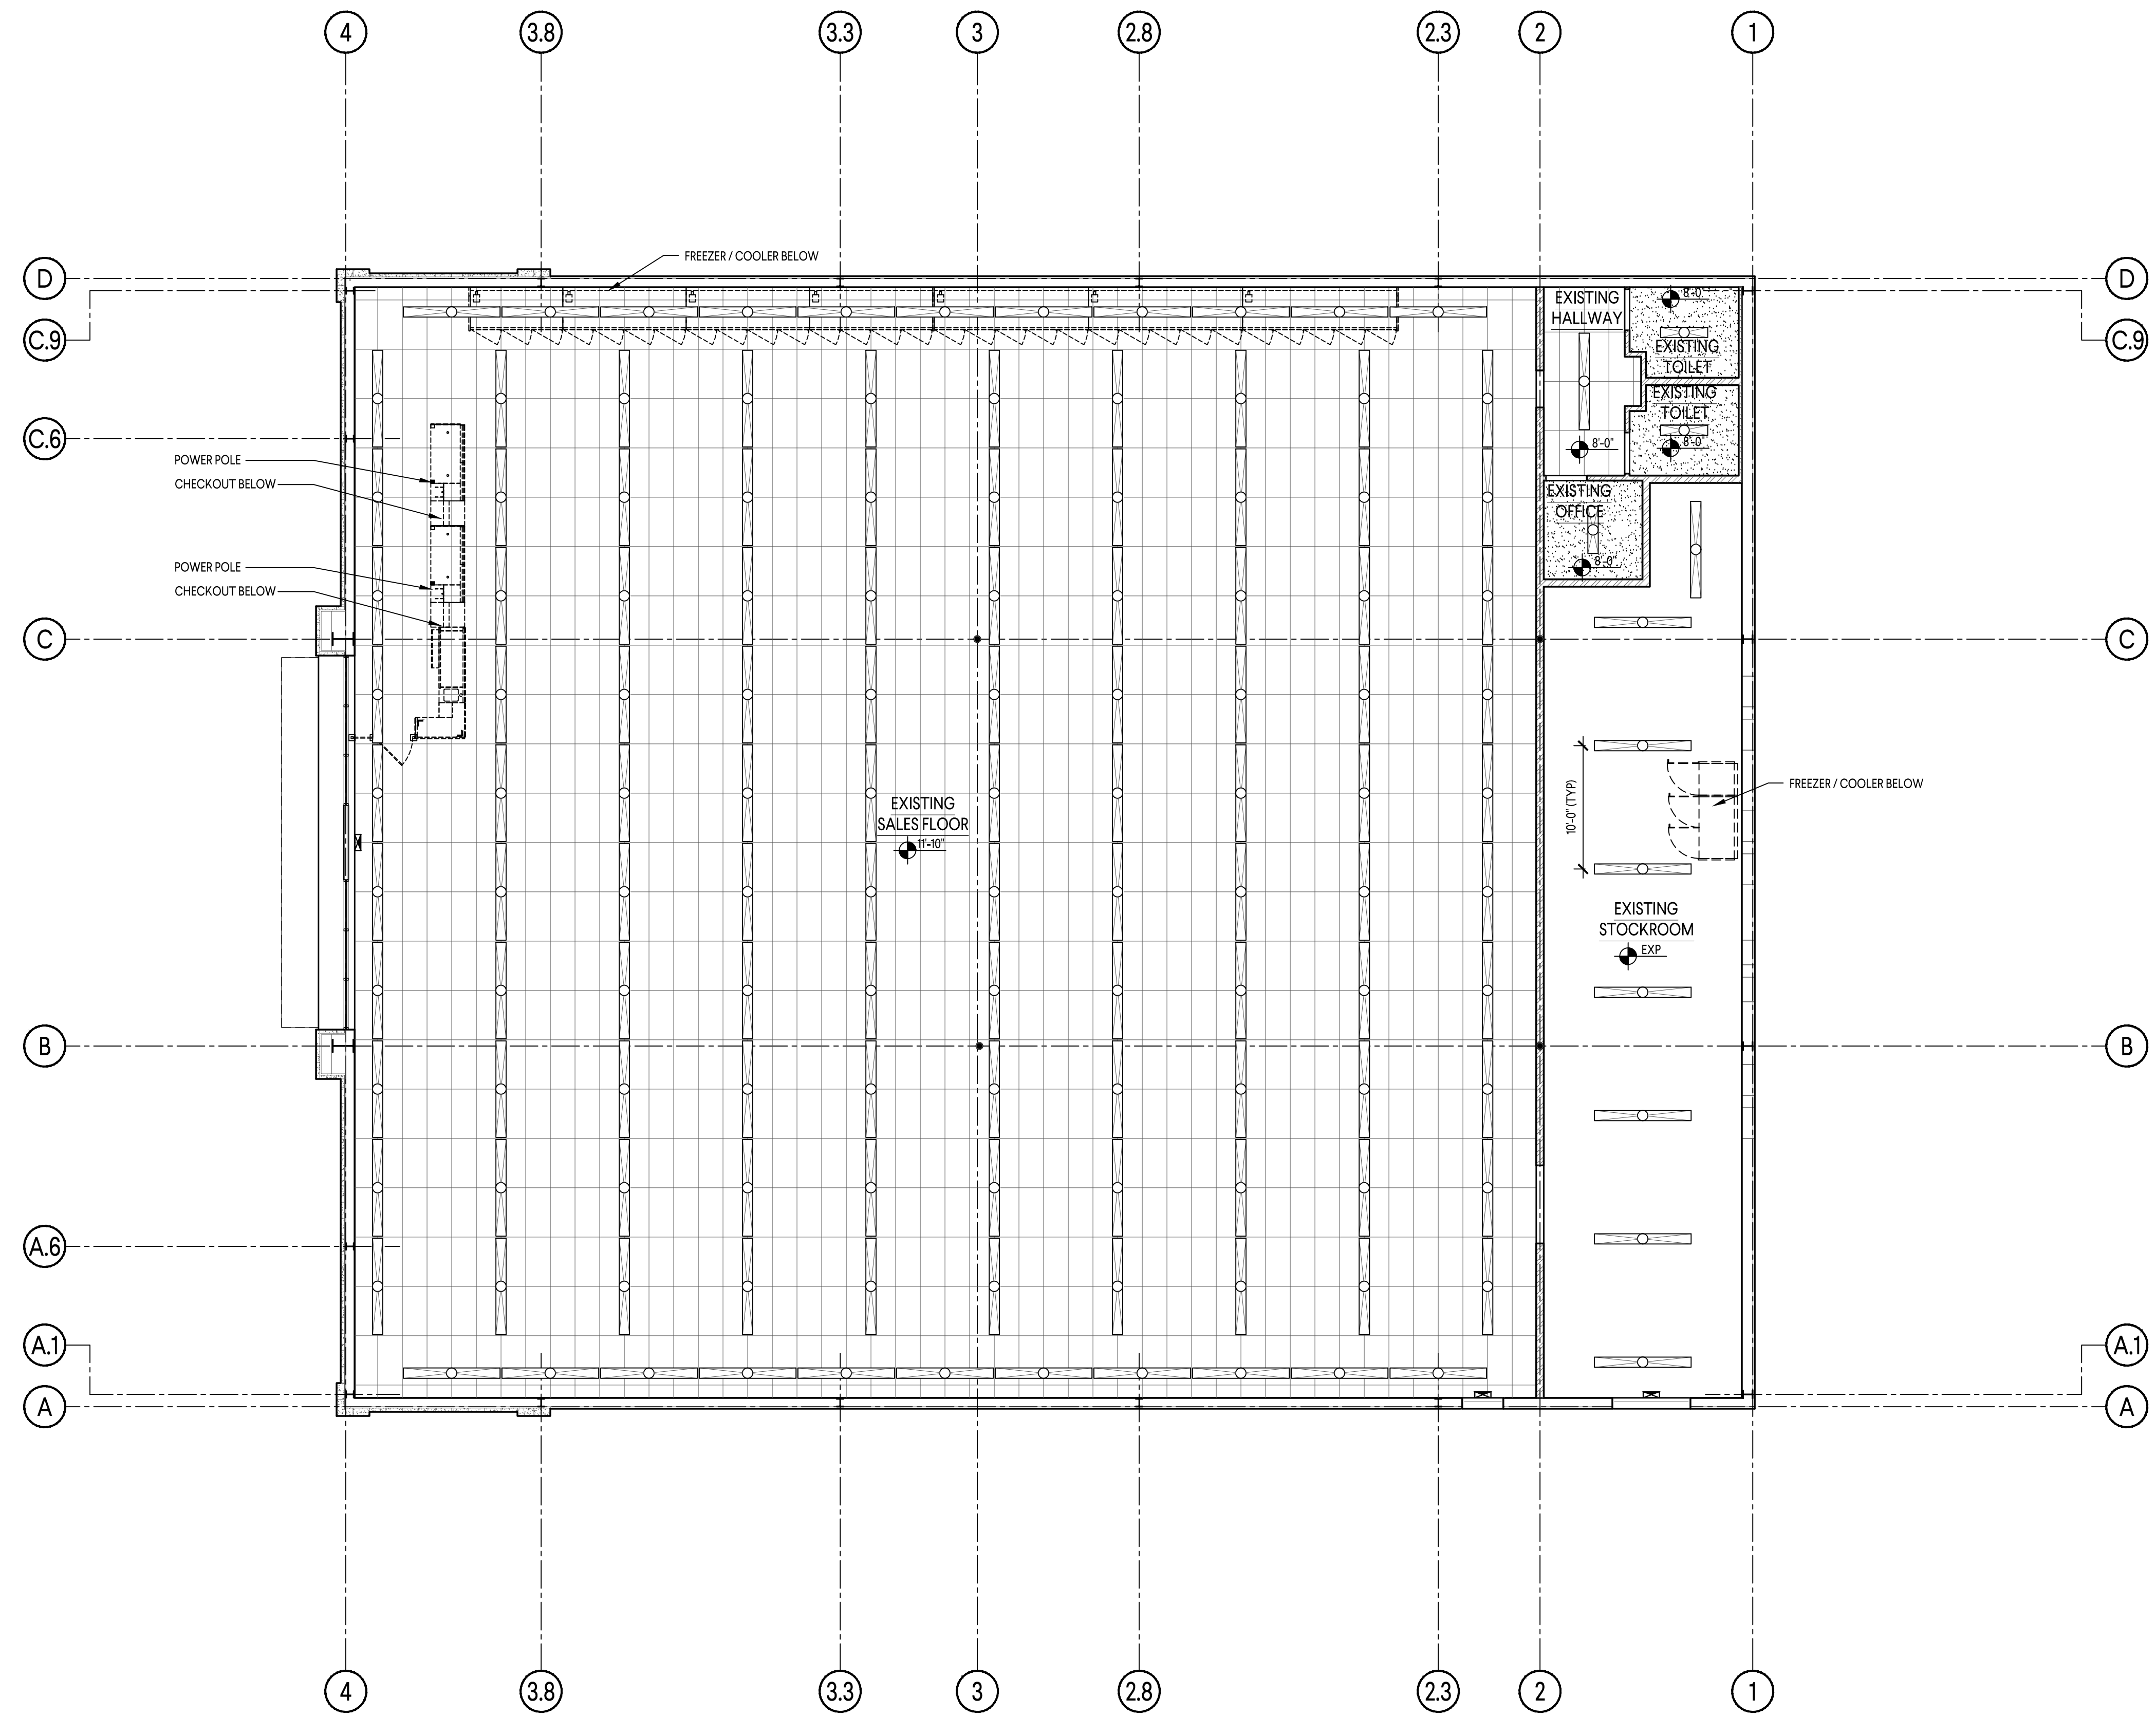 4
3.8
3.3
3
2.8
2.3
2
1
FREEZER / COOLER BELOW
D
D
C.9
C.9
EXISTING
HALLWAY
8'-0"
EXISTING
TOILET
EXISTING
TOILET
8'-0"
8'-0"
C.6
POWER POLE
CHECKOUT BELOW
EXISTING
OFFICE
8'-0"
POWER POLE
CHECKOUT BELOW
C
C
10'-0" (TYP)
FREEZER / COOLER BELOW
EXISTING
SALES FLOOR
11'-10"
EXISTING
STOCKROOM
EXP
B
B
A.6
A.1
A.1
A
A
4
3.8
3.3
3
2.8
2.3
2
1